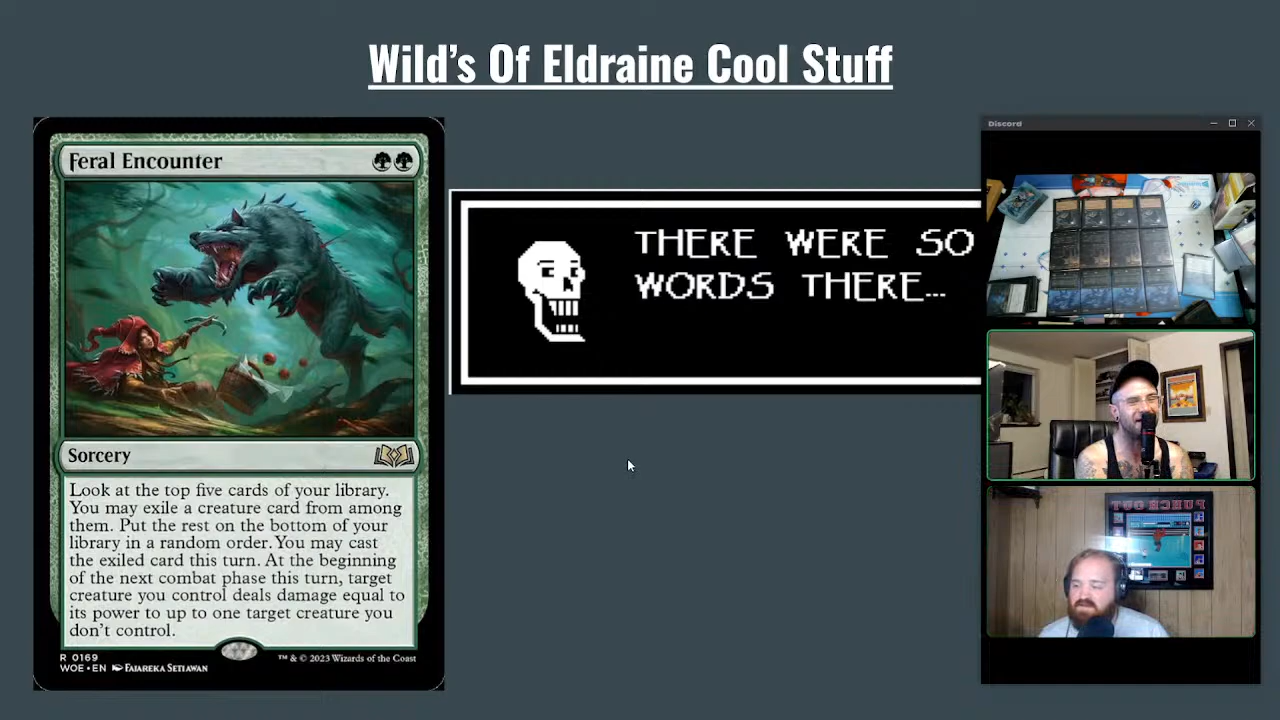 Wild's Of Eldraine Cool Stuff
Feral Encounter
Sorcery
Look at the top five cards of your library.
You may exile a creature card from among
them. Put the rest on the bottom of your
library in a random order. You may cast
the exiled card this turn. At the beginning
of the next combat phase this turn, target
creature you control deals damage equal to
its power to up to one target creature you
don't control.
R 0169
WOE • EN FAJAREKA SETIAWAN
™ & © 2023 Wizards of the Coast
THERE WERE SO
WORDS THERE...
Discord
PUNCH OUT